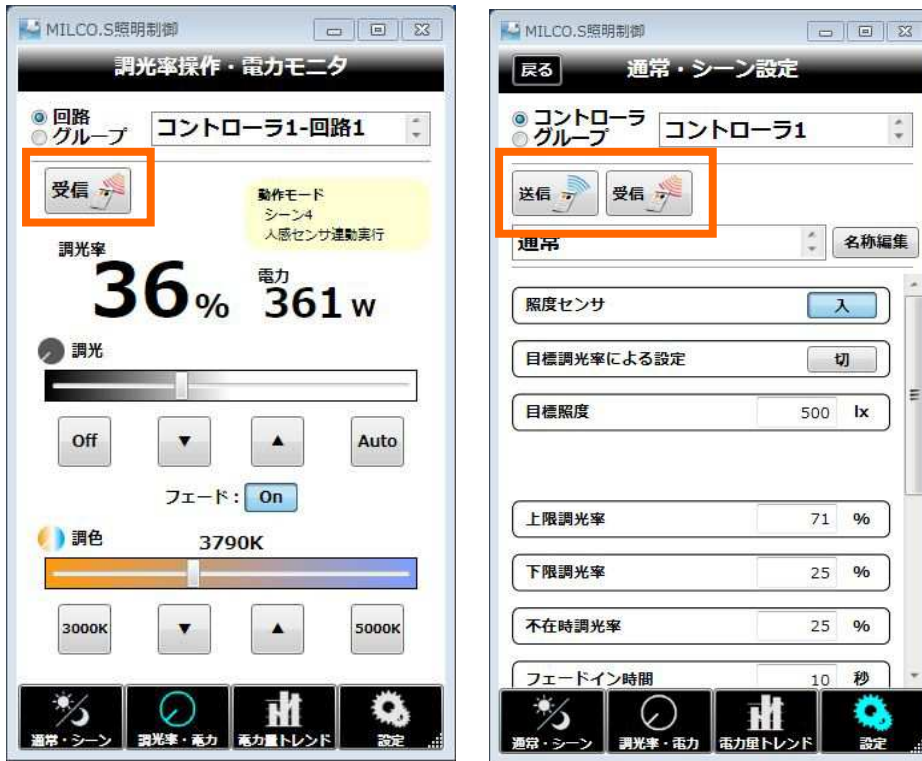 MILCO.S照明制御
調光率操作・電力モニタ
回路
グループ
コントローラ1-回路1
受信
動作モード
シーン4
人感センサ連動実行
調光率
36%
電力
361 w
調光
Off
▼
▲
Auto
フェード:
On
調色
3790K
3000K
▼
▲
5000K
通常・シーン
調光率・電力
電力量トレンド
設定
MILCO.S照明制御
戻る
通常・シーン設定
コントローラ
グループ
コントローラ1
送信
受信
通常
名称編集
照度センサ
入
目標調光率による設定
切
目標照度
500 lx
上限調光率
71 %
下限調光率
25 %
不在時調光率
25 %
フェードイン時間
10 秒
通常・シーン
調光率・電力
電力量トレンド
設定